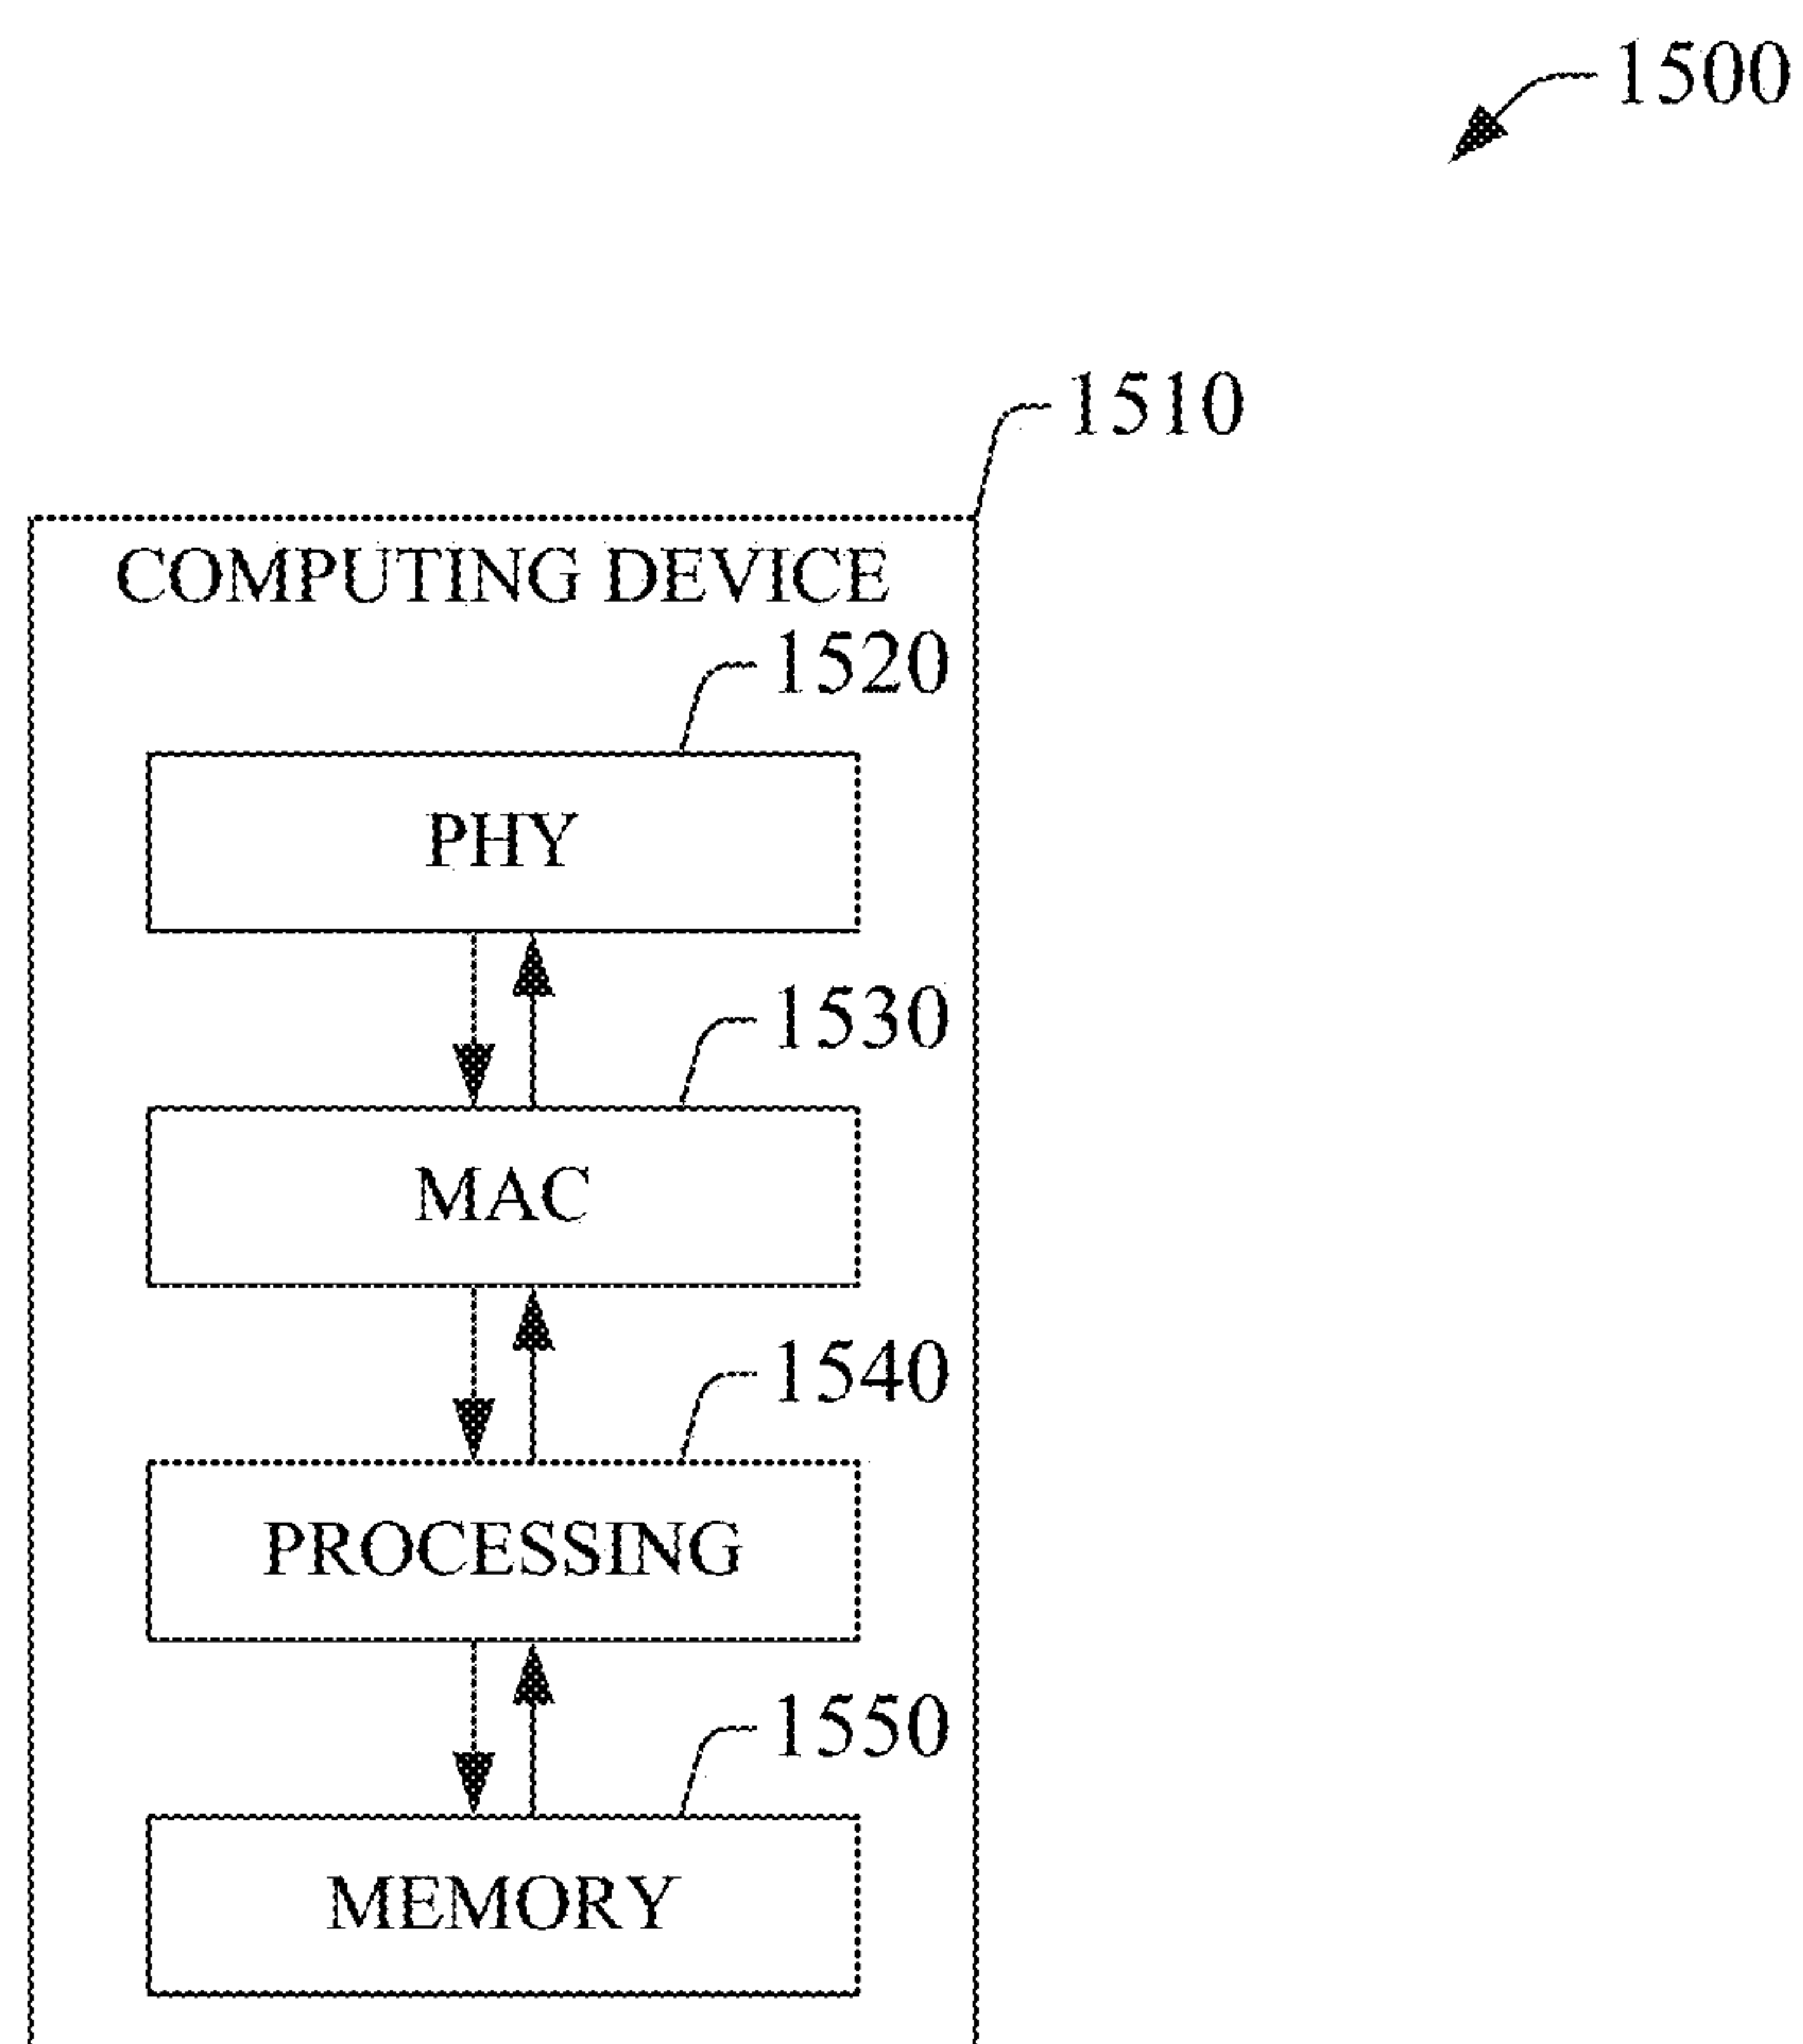 1500
1510
COMPUTING DEVICE
1520
PHY
1530
MAC
1540
PROCESSING
1550
MEMORY